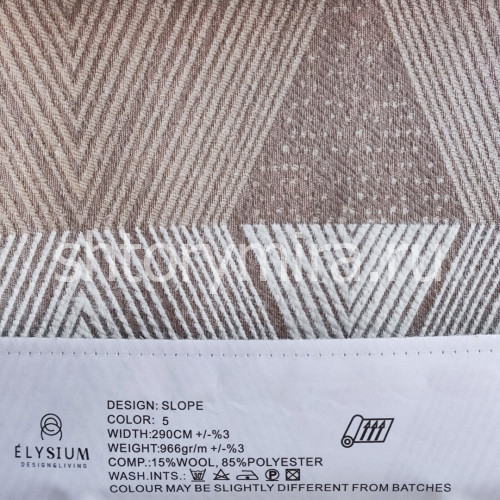 shtorymira.ru
DESIGN: SLOPE
COLOR: 5
WIDTH:290CM +/-%3
WEIGHT:966gr/m +/-%3
COMP.:15%WOOL, 85%POLYESTER
WASH.INTS.:
COLOUR MAY BE SLIGHTLY DIFFERENT FROM BATCHES
ÉLYSIUM
DESIGN&LIVING